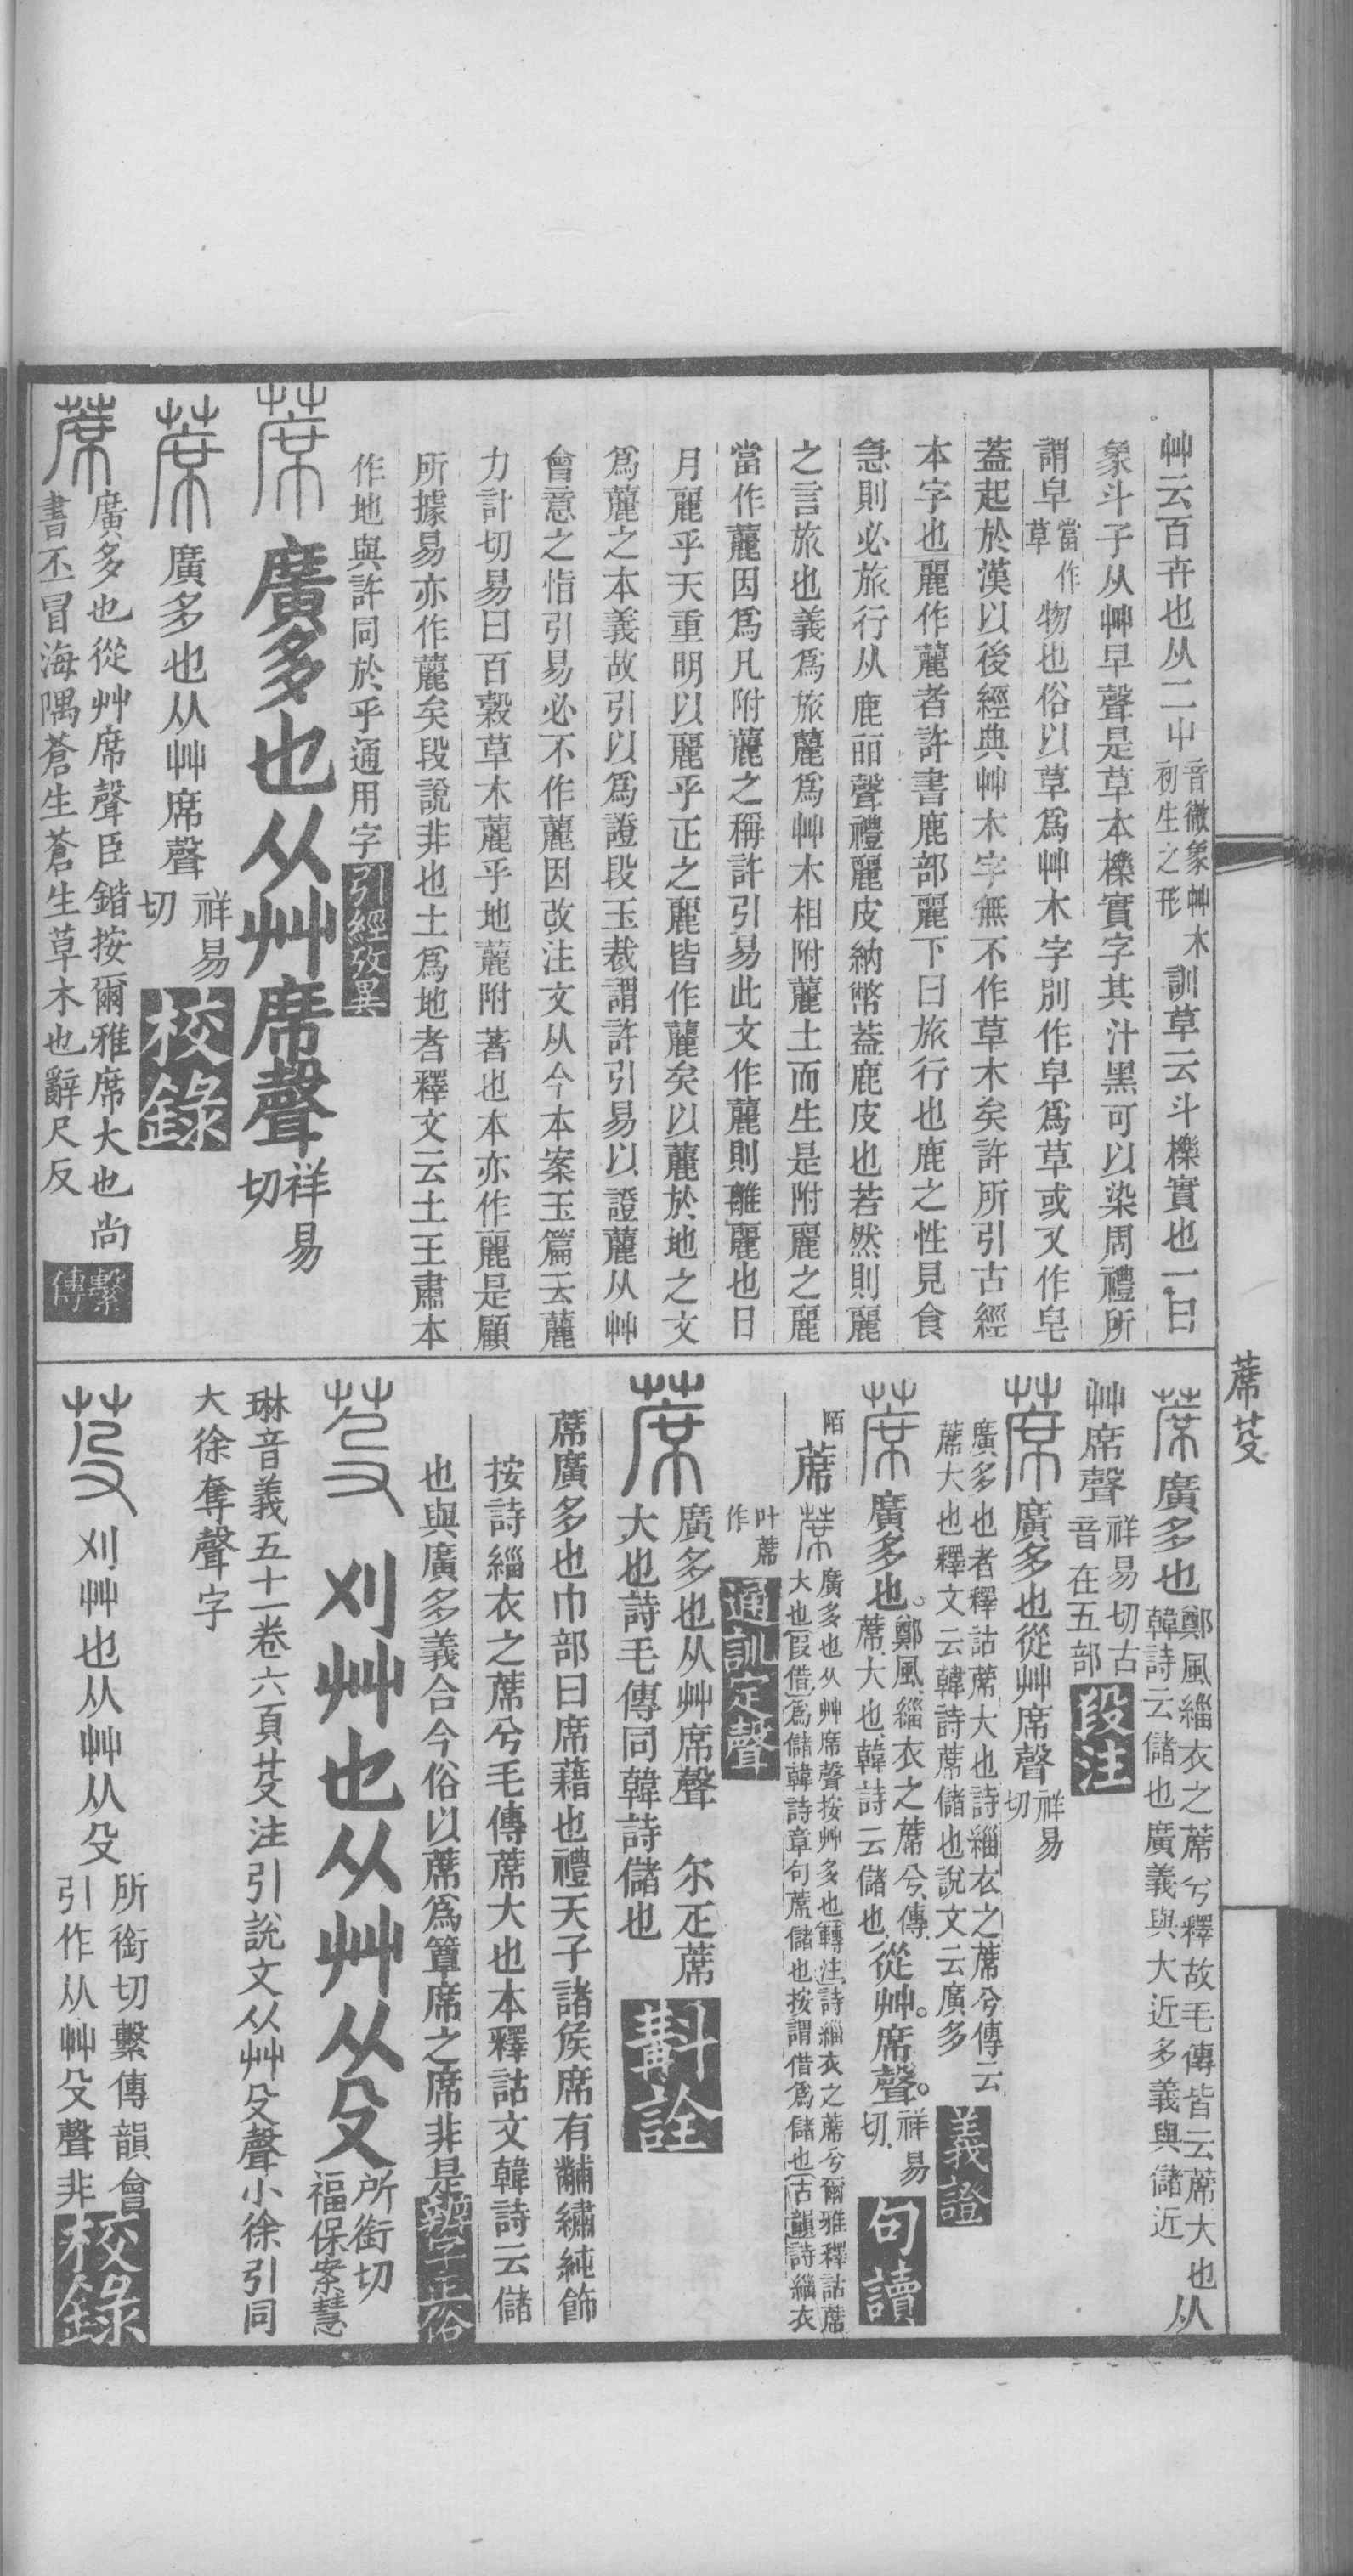 艸云百卉也从二屮音徹象艸木初生之形訓草云斗櫟實也一曰
象斗子从艸早聲是草本櫟實字其汁黑可以染周禮所
謂皁當作草物也俗以草爲艸木字別作皁爲草或又作皂
蓋起於漢以後經典艸木字無不作草木矣許所引古經
本字也麗作䕻者許書鹿部麗下曰旅行也鹿之性見食
急則必旅行从鹿丽聲禮麗皮納幣蓋鹿皮也若然則麗
之言旅也義爲旅䕻爲艸木相附䕻土而生是附麗之麗
當作䕻因爲凡附䕻之稱許引易此文作䕻則離麗也日
月麗乎天重明以麗乎正之麗皆作䕻矣以䕻於地之文
爲䕻之本義故引以爲證段玉裁謂許引易以證䕻从艸
會意之恉引易必不作䕻因改注文从今本案玉篇云䕻
力計切易曰百穀草木䕻乎地䕻附著也本亦作麗是顧
所據易亦作䕻矣段說非也土爲地者釋文云土王肅本
作地與許同於乎通用字引經攷異
蓆 廣多也从艸席聲祥易切
蓆 廣多也从艸席聲祥易切校錄
蓆 廣多也從艸席聲臣鍇按爾雅席大也尚
書丕冒海隅蒼生蒼生草木也辭尺反繫傳
蓆芟
蓆 廣多也鄭風緇衣之蓆兮釋故毛傳皆云蓆大也韓詩云儲也廣義與大近多義與儲近从
艸席聲祥易切古音在五部段注
蓆 廣多也從艸席聲祥易切
廣多也者釋詁蓆大也詩緇衣之蓆兮傳云
蓆大也釋文云韓詩蓆儲也說文云廣多義證
蓆 廣多也。鄭風、緇衣之蓆兮、傳、蓆、大也、韓詩云儲也、從艸。席聲。祥易切、句讀
陌蓆 蓆廣多也从艸席聲按艸多也轉注詩緇衣之蓆兮爾雅釋詁蓆
大也叚借爲儲韓詩章句蓆儲也按謂借爲儲也古韻詩緇衣
叶蓆作通訓定聲
蓆 廣多也从艸席聲 尒疋蓆
大也詩毛傳同韓詩儲也斠詮
蓆廣多也巾部曰席藉也禮天子諸矦席有黼繡純飾
按詩緇衣之蓆兮毛傳蓆大也本釋詁文韓詩云儲
也與廣多義合今俗以蓆爲簟席之席非是辨字正俗
芟 刈艸也从艸从殳所銜切福保案慧
琳音義五十一卷六頁芟注引說文从艸殳聲小徐引同
大徐奪聲字
芟 刈艸也从艸从殳所銜切繫傳韻會引作从艸殳聲非校錄